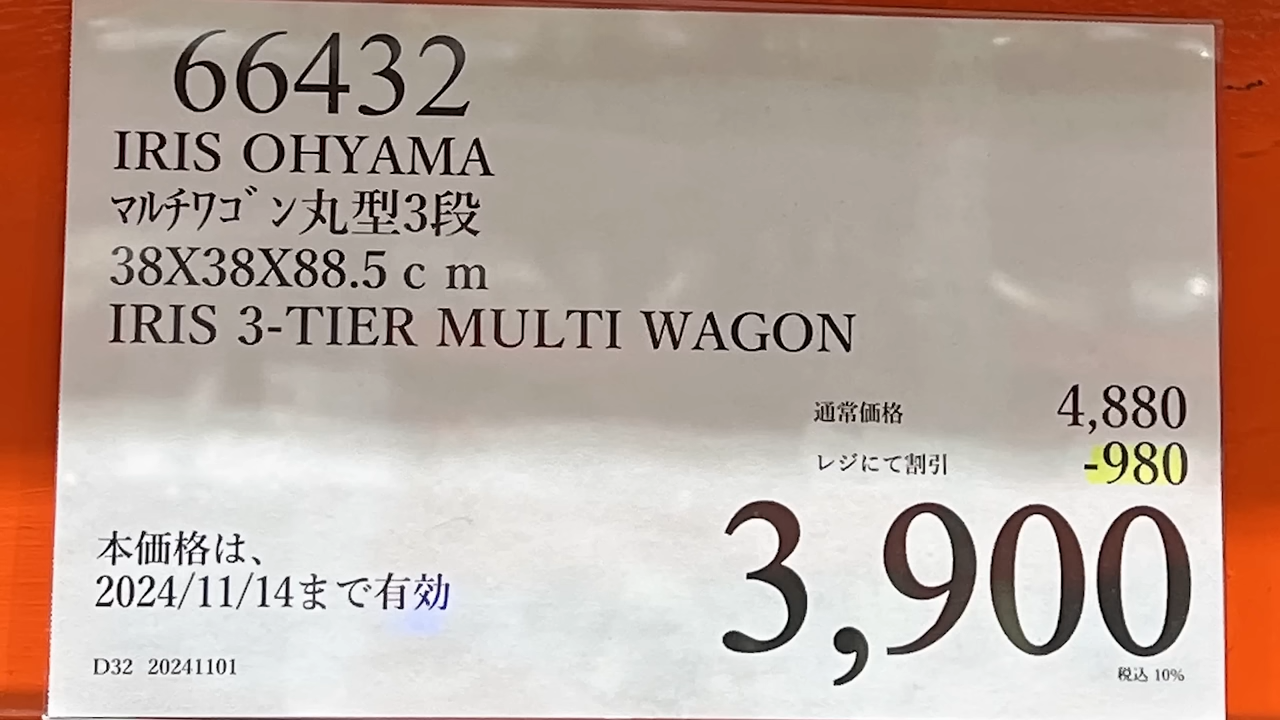 66432
IRIS OHYAMA
ﾏﾙﾁﾜｺﾞﾝ丸型3段
38X38X88.5ｃｍ
IRIS 3-TIER MULTI WAGON
通常価格 4,880
レジにて割引 -980
3,900
税込 10%
本価格は、
2024/11/14まで有効
D32 20241101